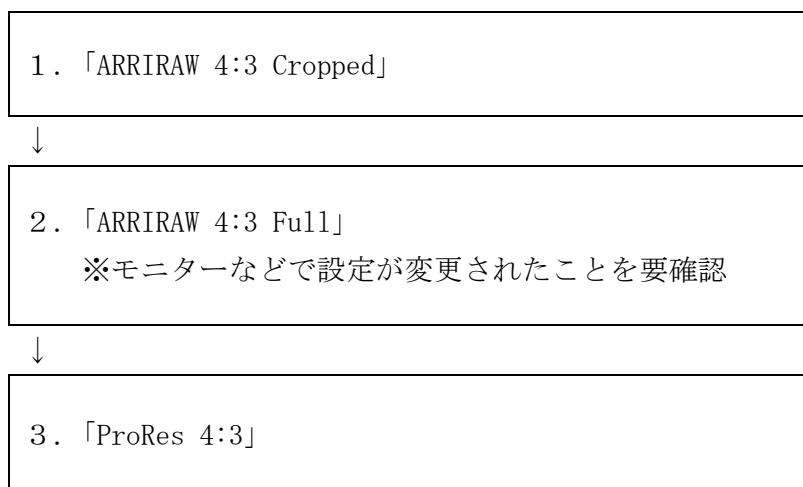 １．「ARRIRAW 4:3 Cropped」
↓
２．「ARRIRAW 4:3 Full」
※モニターなどで設定が変更されたことを要確認
↓
３．「ProRes 4:3」